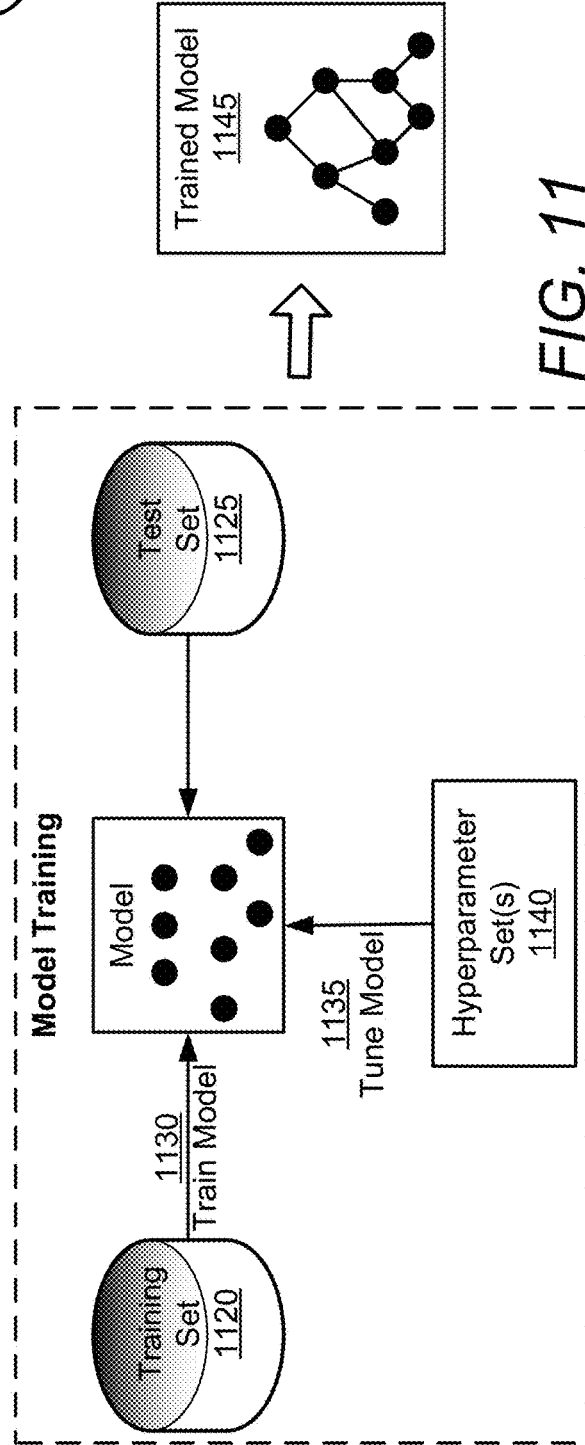 Model Training
Training
Set
1120
1130
Train Model
Model
Test
Set
1125
1135
Tune Model
Hyperparameter
Set(s)
1140
Trained Model
1145
FIG. 11